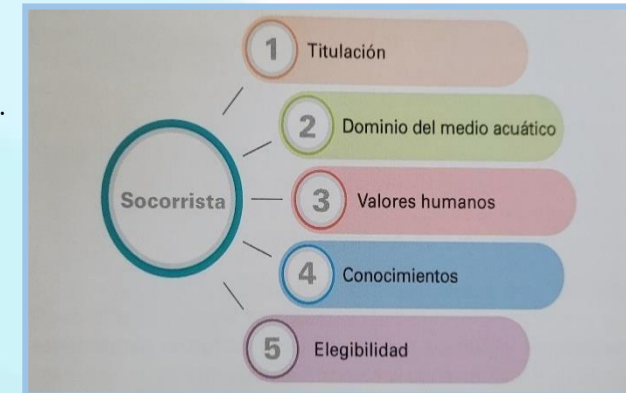 .
1 Titulación
2 Dominio del medio acuático
Socorrista
3 Valores humanos
4 Conocimientos
5 Elegibilidad